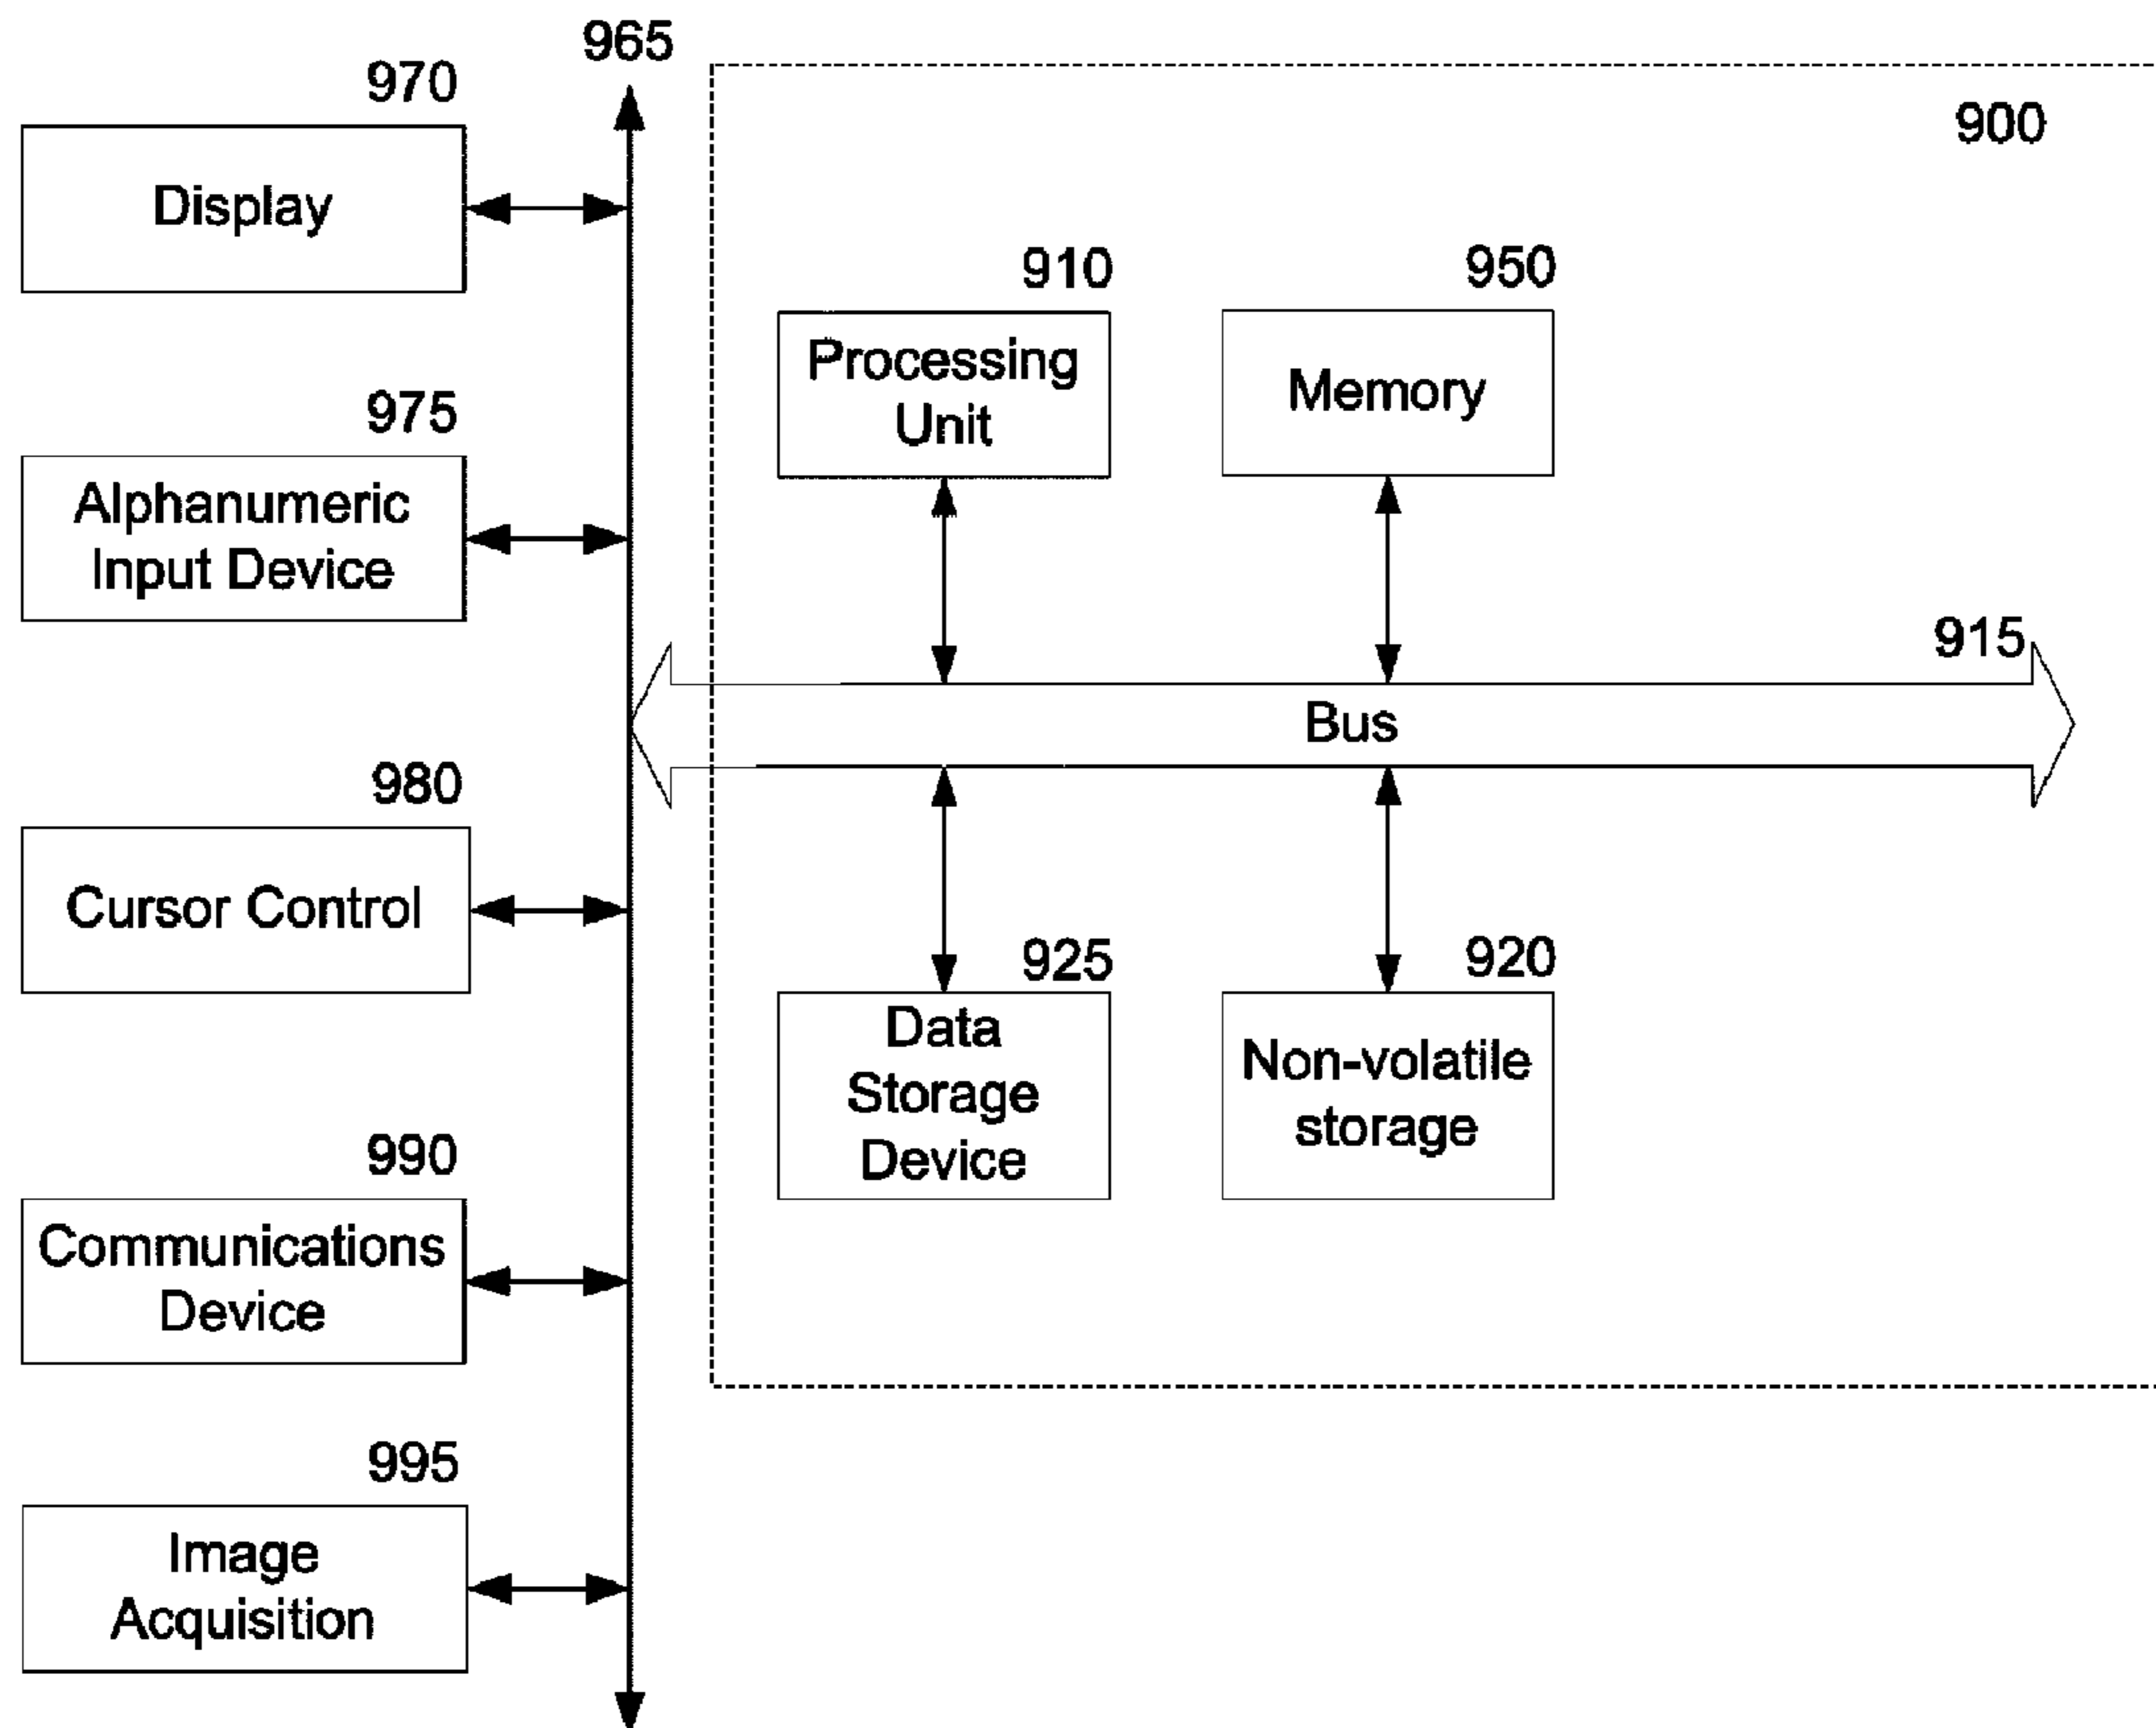 965
970
Display
975
Alphanumeric
Input Device
980
Cursor Control
990
Communications
Device
995
Image
Acquisition
900
910
Processing
Unit
950
Memory
915
Bus
925
Data
Storage
Device
920
Non-volatile
storage